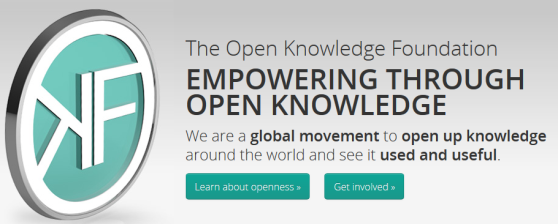 The Open Knowledge Foundation
EMPOWERING THROUGH
OPEN KNOWLEDGE
We are a global movement to open up knowledge
around the world and see it used and useful.
Learn about openness » Get involved »